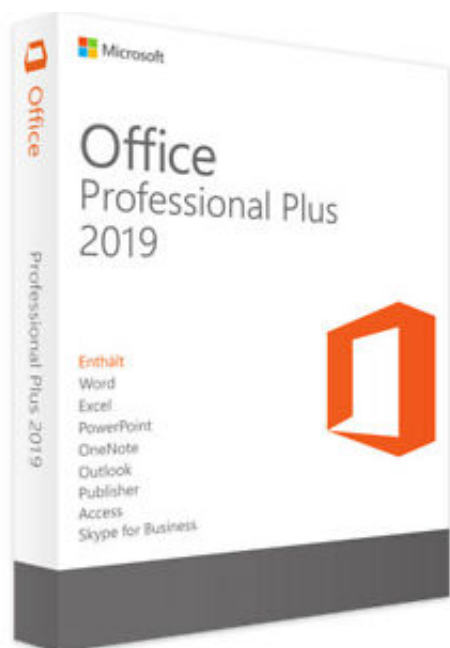 Microsoft
Office
Professional Plus
2019
Enthält
Word
Excel
PowerPoint
OneNote
Outlook
Publisher
Access
Skype for Business
Office
Professional Plus 2019